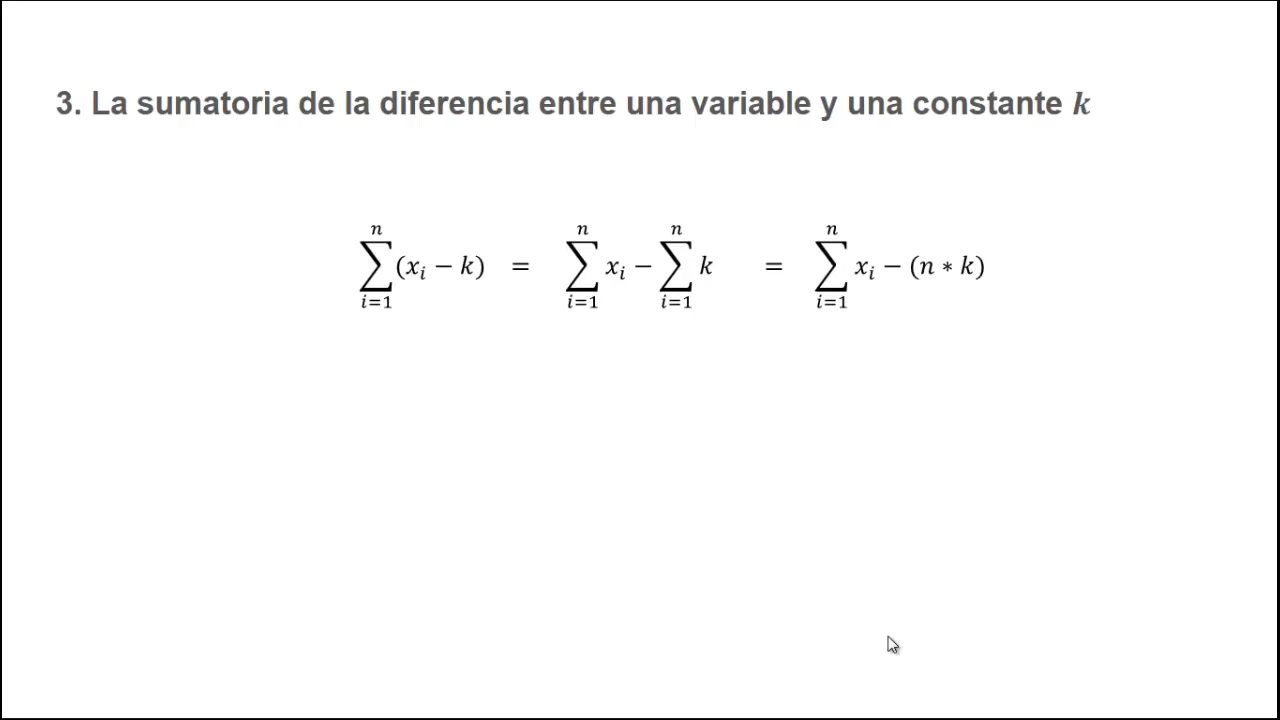 3. La sumatoria de la diferencia entre una variable y una constante k
∑_{i=1}^{n} (x_i − k) = ∑_{i=1}^{n} x_i − ∑_{i=1}^{n} k = ∑_{i=1}^{n} x_i − (n ∗ k)